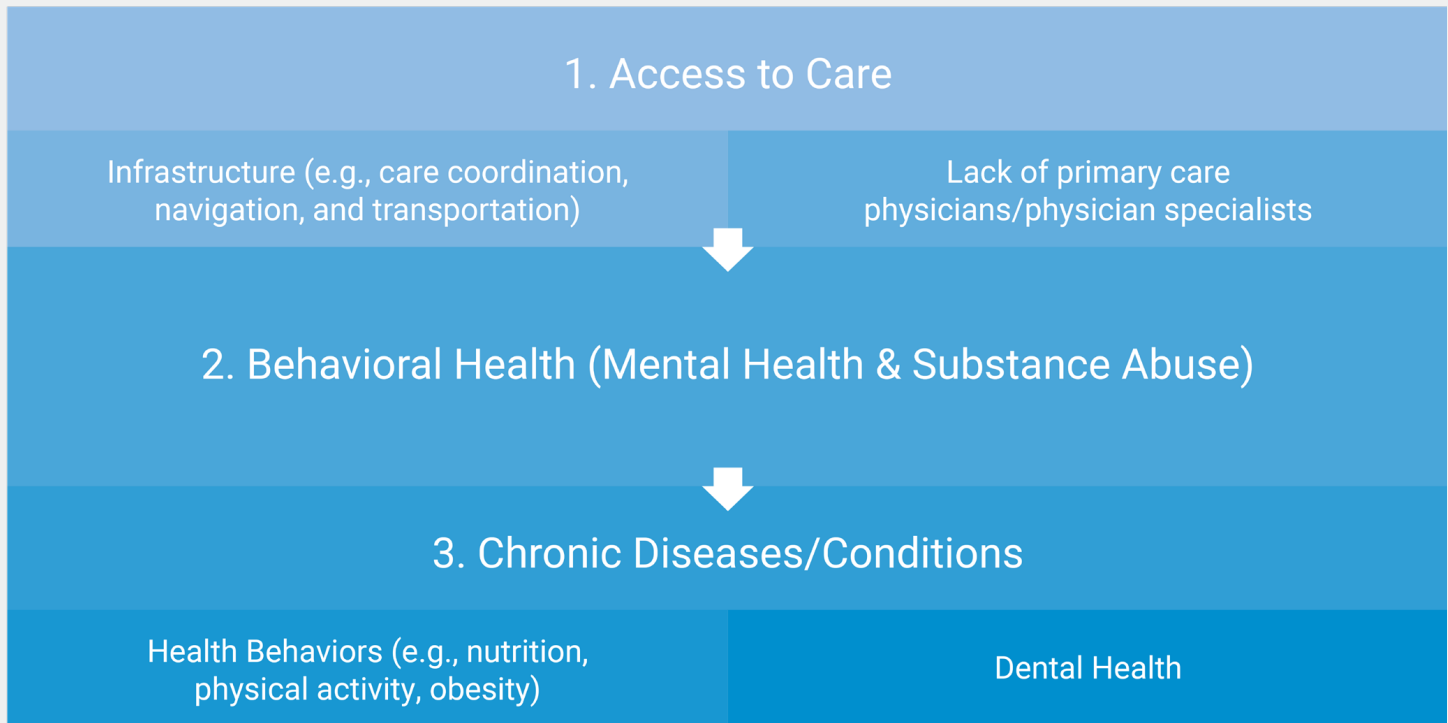 1. Access to Care
Infrastructure (e.g., care coordination,
navigation, and transportation)
Lack of primary care
physicians/physician specialists
2. Behavioral Health (Mental Health & Substance Abuse)
3. Chronic Diseases/Conditions
Health Behaviors (e.g., nutrition,
physical activity, obesity)
Dental Health